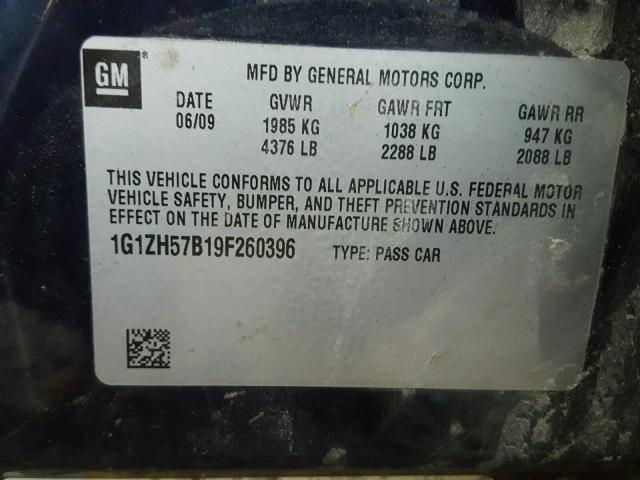 GM ®
MFD BY GENERAL MOTORS CORP.
DATE GVWR GAWR FRT GAWR RR
06/09 1985 KG 1038 KG 947 KG
4376 LB 2288 LB 2088 LB
THIS VEHICLE CONFORMS TO ALL APPLICABLE U.S. FEDERAL MOTOR
VEHICLE SAFETY, BUMPER, AND THEFT PREVENTION STANDARDS IN
EFFECT ON THE DATE OF MANUFACTURE SHOWN ABOVE.
1G1ZH57B19F260396 TYPE: PASS CAR